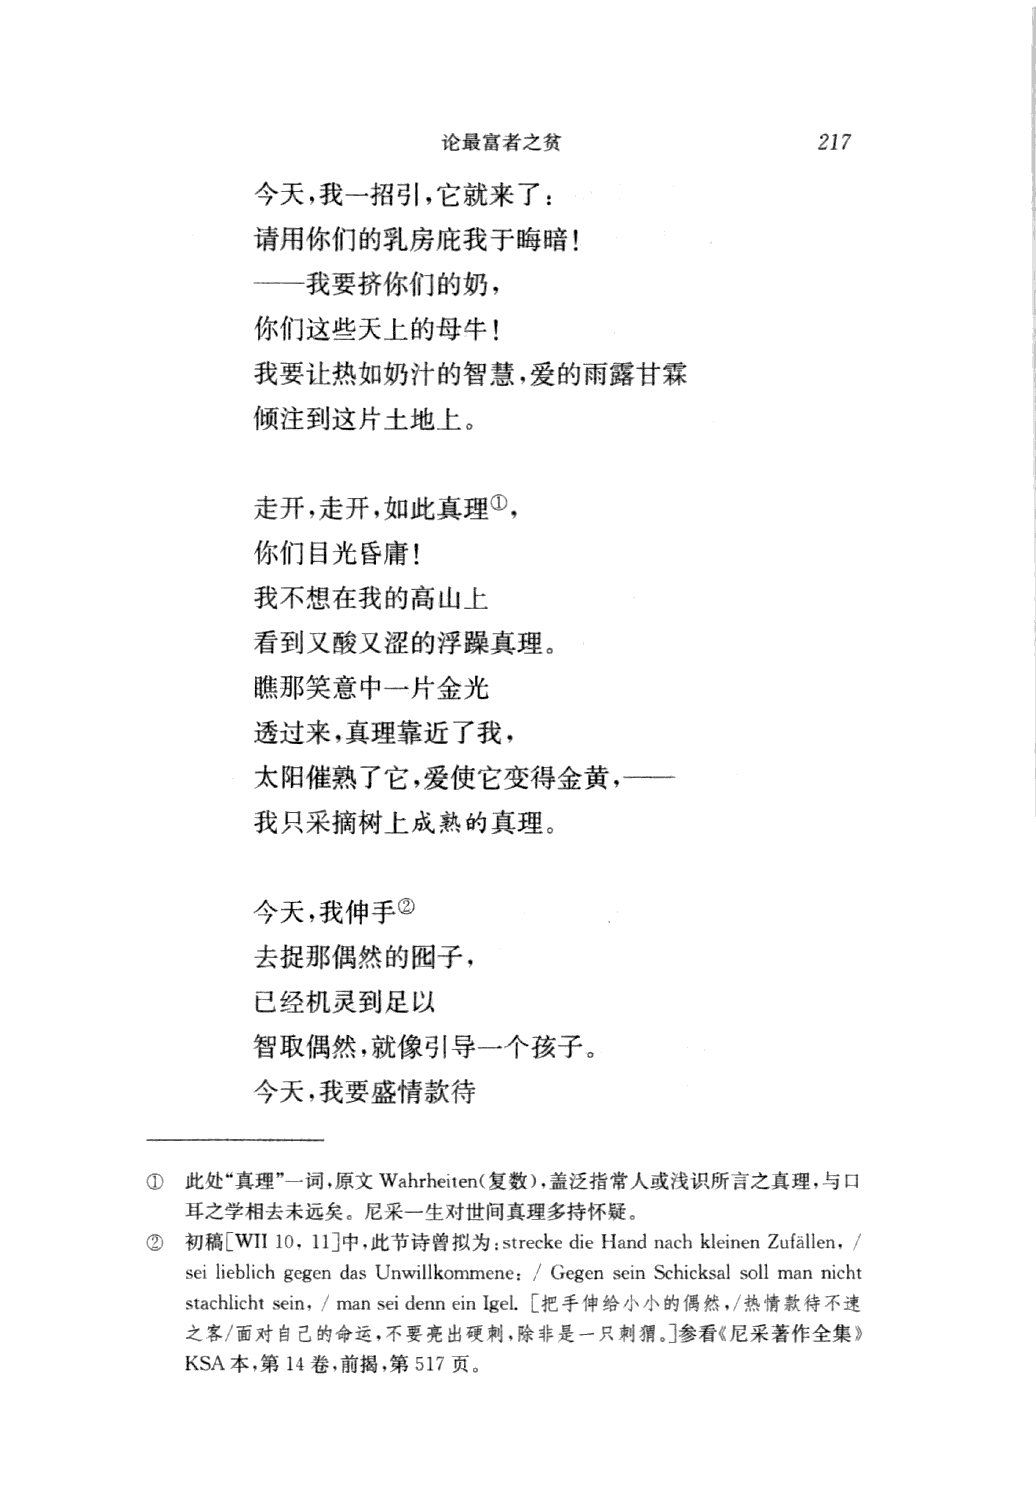 论最富者之贫 217
今天,我一招引,它就来了:
请用你们的乳房庇我于晦暗!
——我要挤你们的奶,
你们这些天上的母牛!
我要让热如奶汁的智慧,爱的雨露甘霖
倾注到这片土地上。
走开,走开,如此真理①,
你们目光昏庸!
我不想在我的高山上
看到又酸又涩的浮躁真理。
瞧那笑意中一片金光
透过来,真理靠近了我,
太阳催熟了它,爱使它变得金黄,——
我只采摘树上成熟的真理。
今天,我伸手②
去捉那偶然的囮子,
已经机灵到足以
智取偶然,就像引导一个孩子。
今天,我要盛情款待
① 此处“真理”一词,原文 Wahrheiten(复数),盖泛指常人或浅识所言之真理,与口
耳之学相去未远矣。尼采一生对世间真理多持怀疑。
② 初稿[WII 10, 11]中,此节诗曾拟为:strecke die Hand nach kleinen Zufällen, /
sei lieblich gegen das Unwillkommene: / Gegen sein Schicksal soll man nicht
stachlicht sein, / man sei denn ein Igel. [把手伸给小小的偶然,/热情款待不速
之客/面对自己的命运,不要亮出硬刺,除非是一只刺猬。]参看《尼采著作全集》
KSA 本,第 14 卷,前揭,第 517 页。